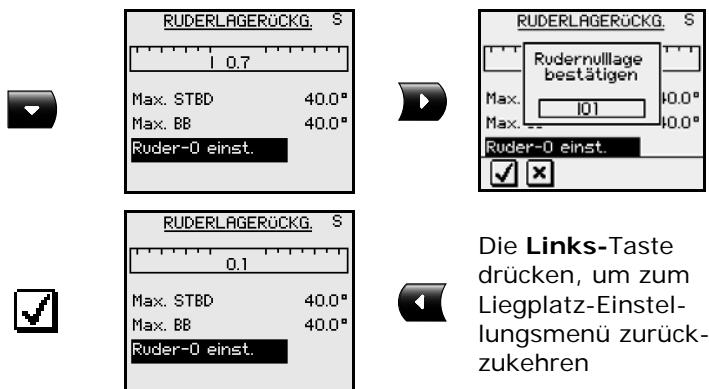 RUDERLAGERÜCKG. S
I 0.7
Max. STBD 40.0°
Max. BB 40.0°
Ruder-0 einst.
RUDERLAGERÜCKG. S
Rudernulllage
bestätigen
I01
Max. 40.0°
Max. 40.0°
Ruder-0 einst.
RUDERLAGERÜCKG. S
0.1
Max. STBD 40.0°
Max. BB 40.0°
Ruder-0 einst.
Die Links-Taste
drücken, um zum
Liegplatz-Einstel-
lungsmenü zurück-
zukehren